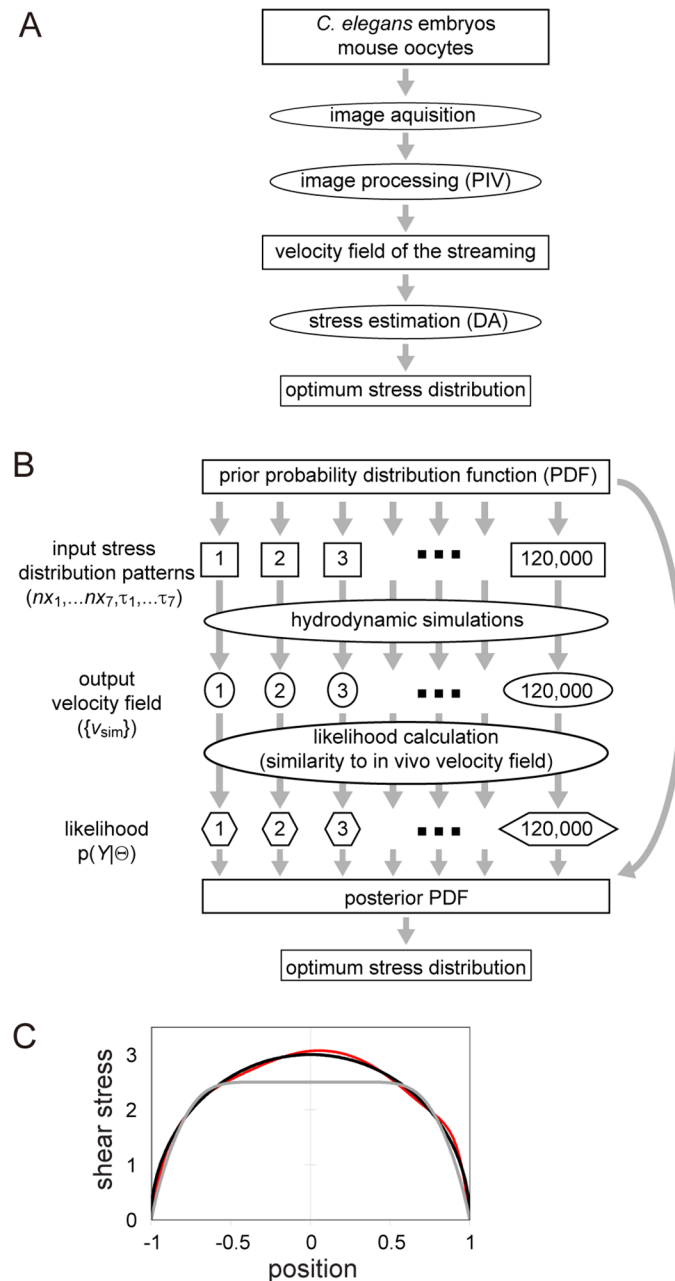 A
C. elegans embryos
mouse oocytes
image aquisition
image processing (PIV)
velocity field of the streaming
stress estimation (DA)
optimum stress distribution
B
prior probability distribution function (PDF)
input stress
distribution patterns
(nx₁,...nx₇,τ₁,...τ₇)
1 2 3 ... 120,000
hydrodynamic simulations
output
velocity field
({v_sim})
1 2 3 ... 120,000
likelihood calculation
(similarity to in vivo velocity field)
likelihood
p(Y|Θ)
1 2 3 ... 120,000
posterior PDF
optimum stress distribution
C
shear stress
3
2
1
0
-1 -0.5 0 0.5 1
position